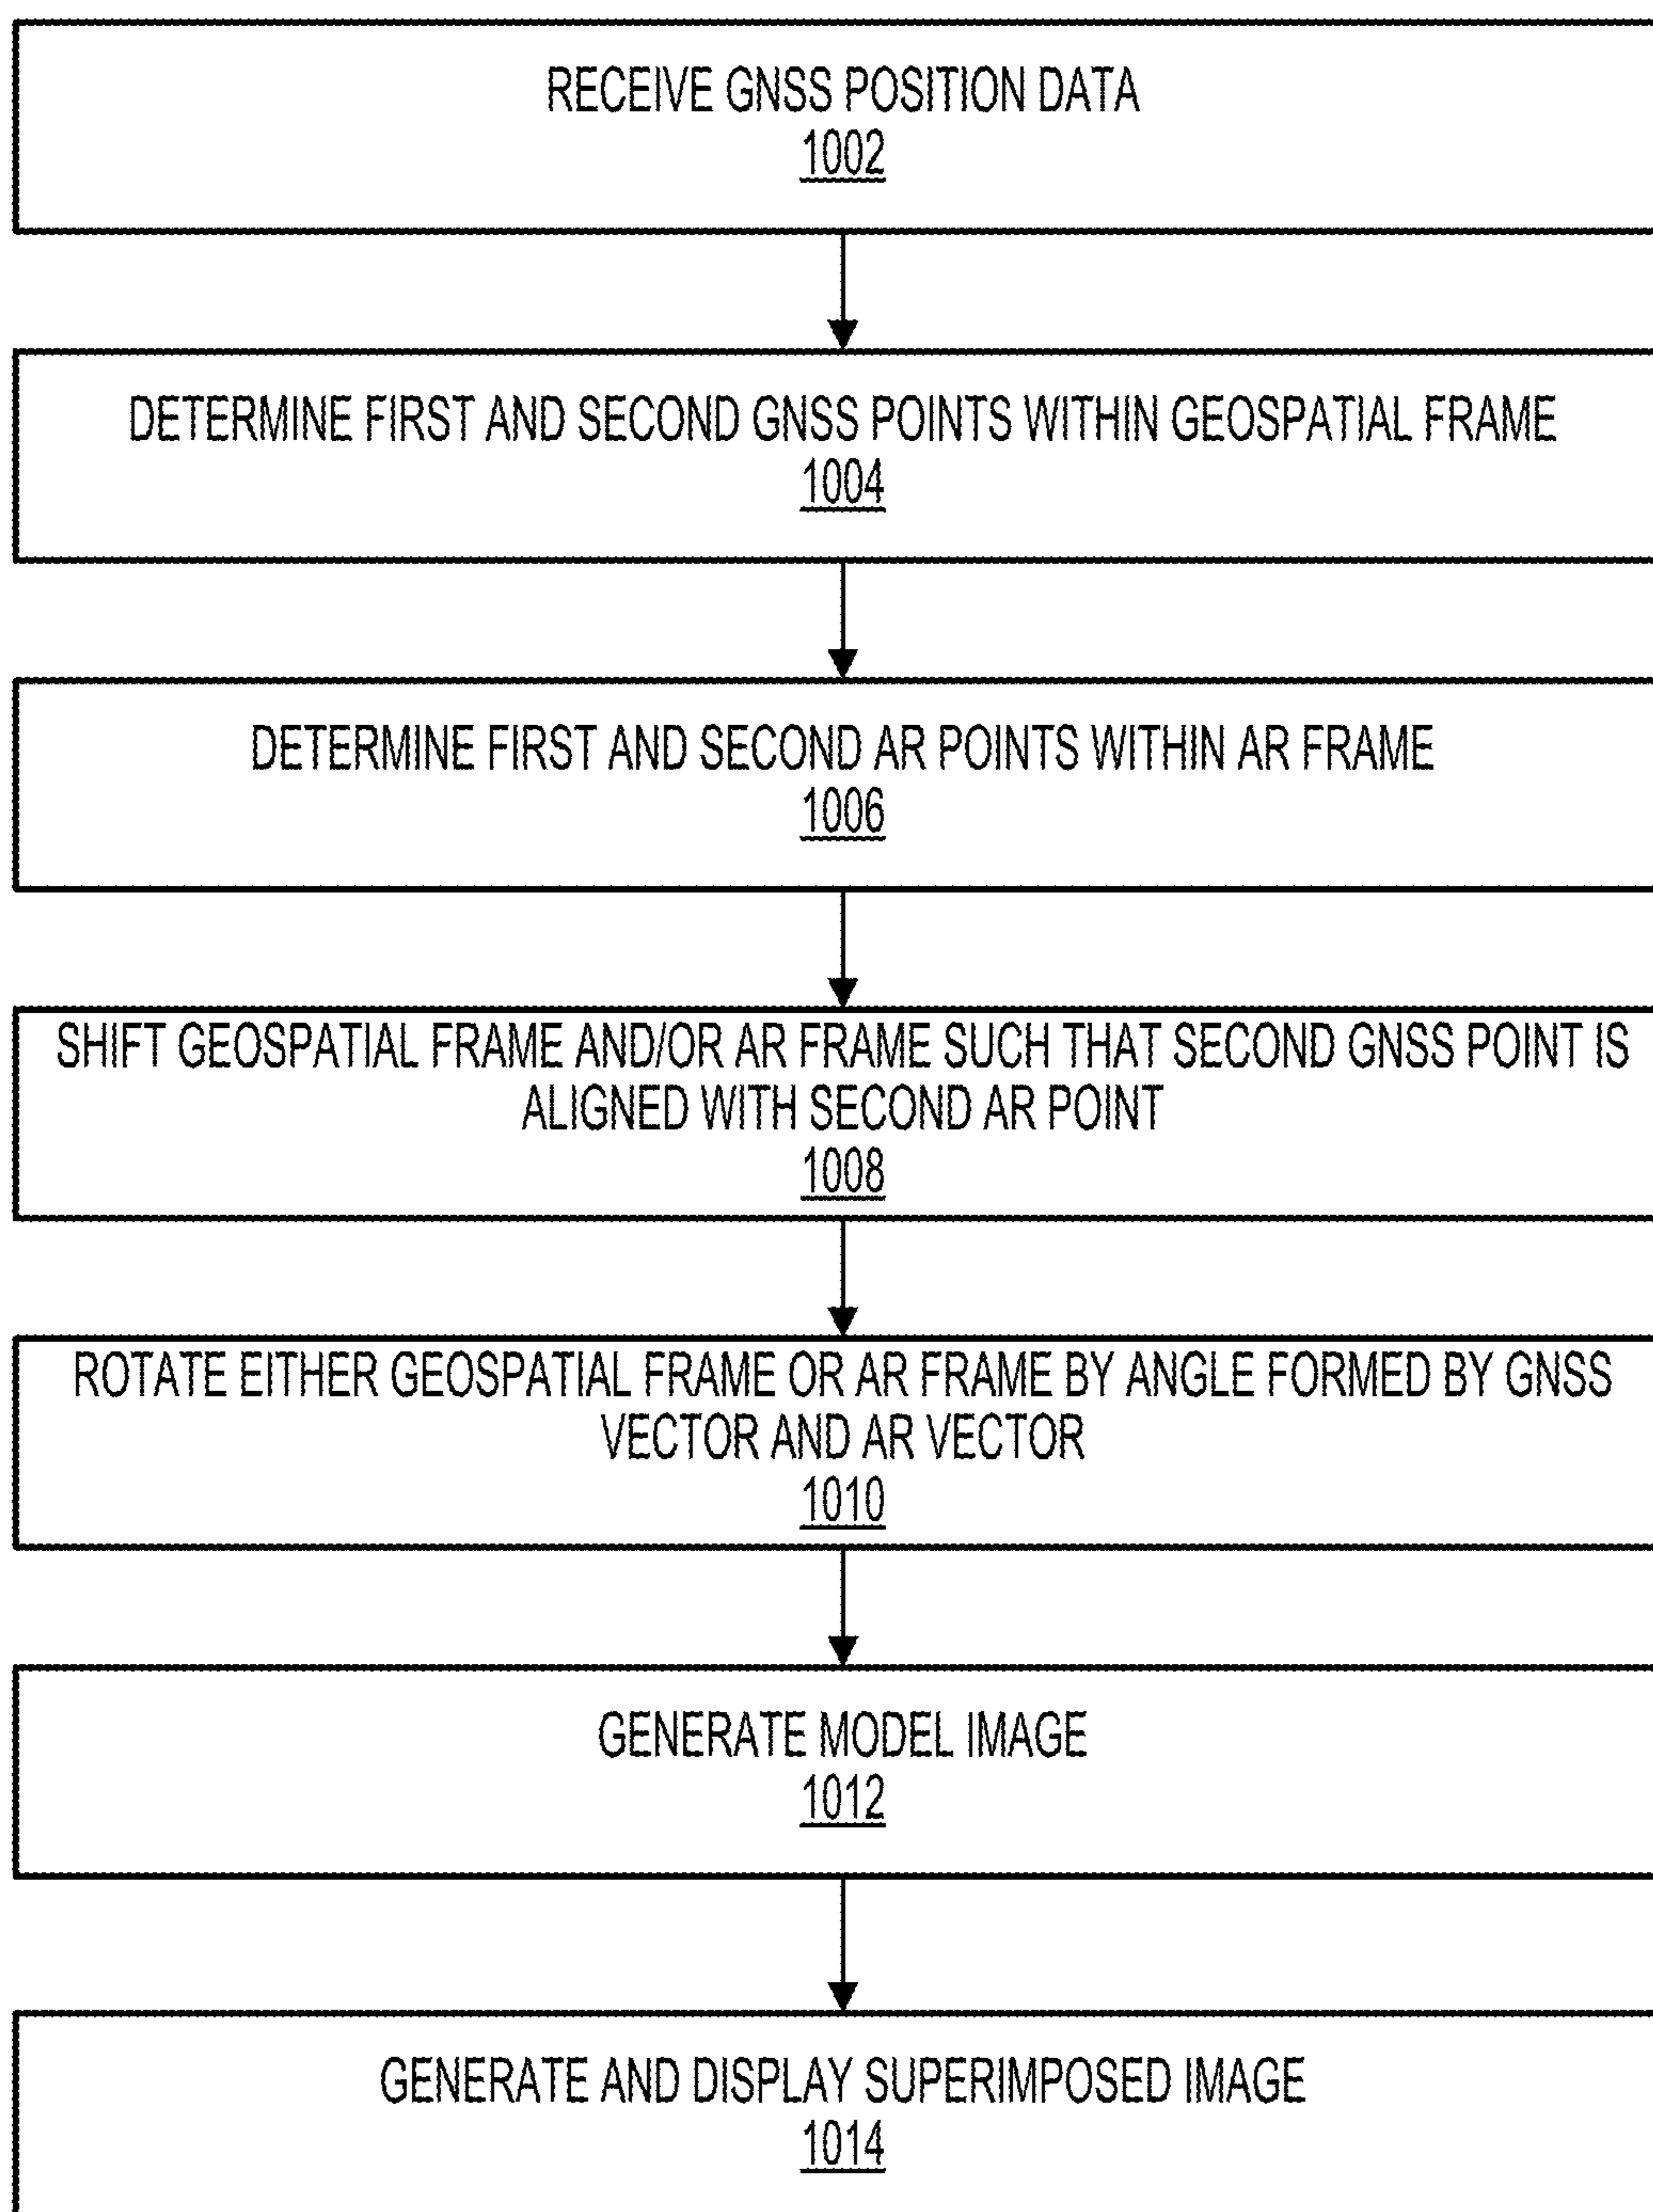 RECEIVE GNSS POSITION DATA
1002
DETERMINE FIRST AND SECOND GNSS POINTS WITHIN GEOSPATIAL FRAME
1004
DETERMINE FIRST AND SECOND AR POINTS WITHIN AR FRAME
1006
SHIFT GEOSPATIAL FRAME AND/OR AR FRAME SUCH THAT SECOND GNSS POINT IS
ALIGNED WITH SECOND AR POINT
1008
ROTATE EITHER GEOSPATIAL FRAME OR AR FRAME BY ANGLE FORMED BY GNSS
VECTOR AND AR VECTOR
1010
GENERATE MODEL IMAGE
1012
GENERATE AND DISPLAY SUPERIMPOSED IMAGE
1014